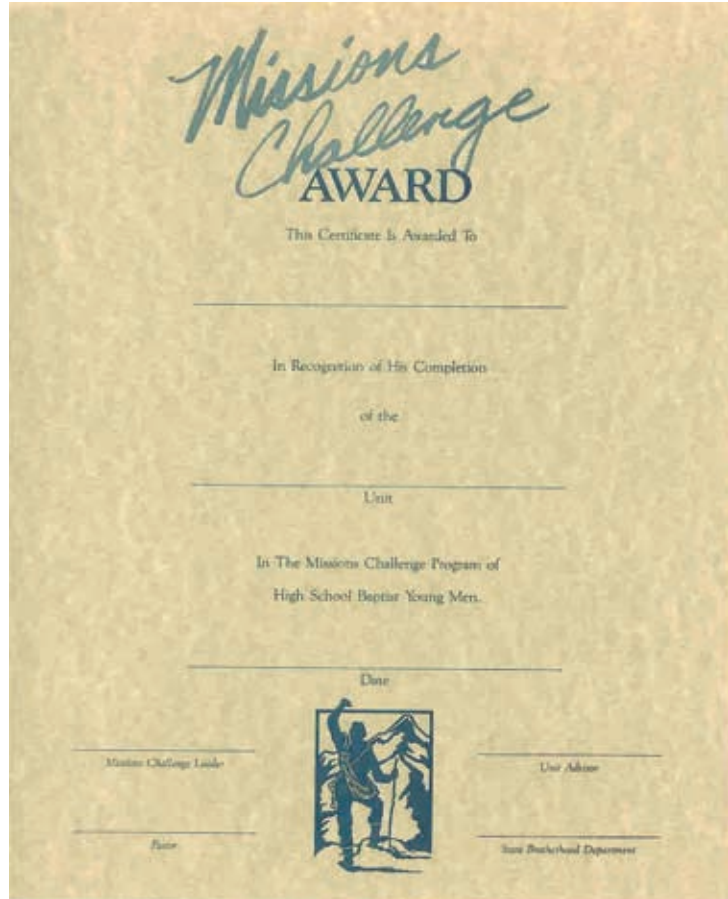 Missions
Challenge
AWARD
This Certificate Is Awarded To
In Recognition of His Completion
of the
Unit
In The Missions Challenge Program of
High School Baptist Young Men.
Date
Missions Challenge Leader
Unit Advisor
Pastor
State Brotherhood Department